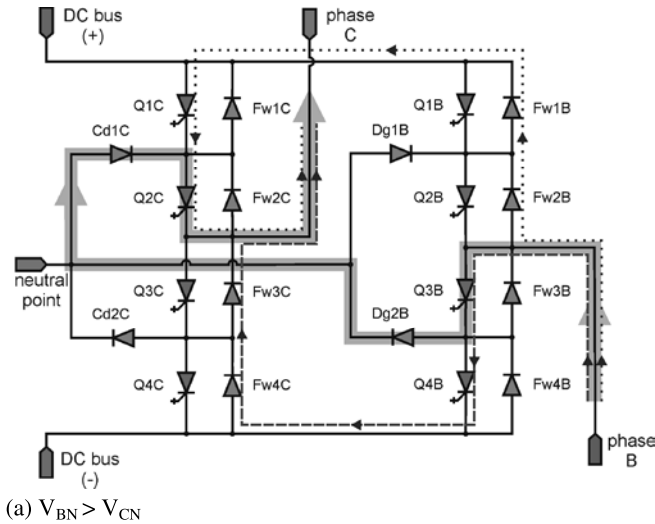 DC bus
(+)
phase
C
Q1C
Fw1C
Q1B
Fw1B
Cd1C
Dg1B
Q2C
Fw2C
Q2B
Fw2B
neutral
point
Q3C
Fw3C
Q3B
Fw3B
Cd2C
Dg2B
Q4C
Fw4C
Q4B
Fw4B
DC bus
(-)
phase
B
(a) V_BN > V_CN